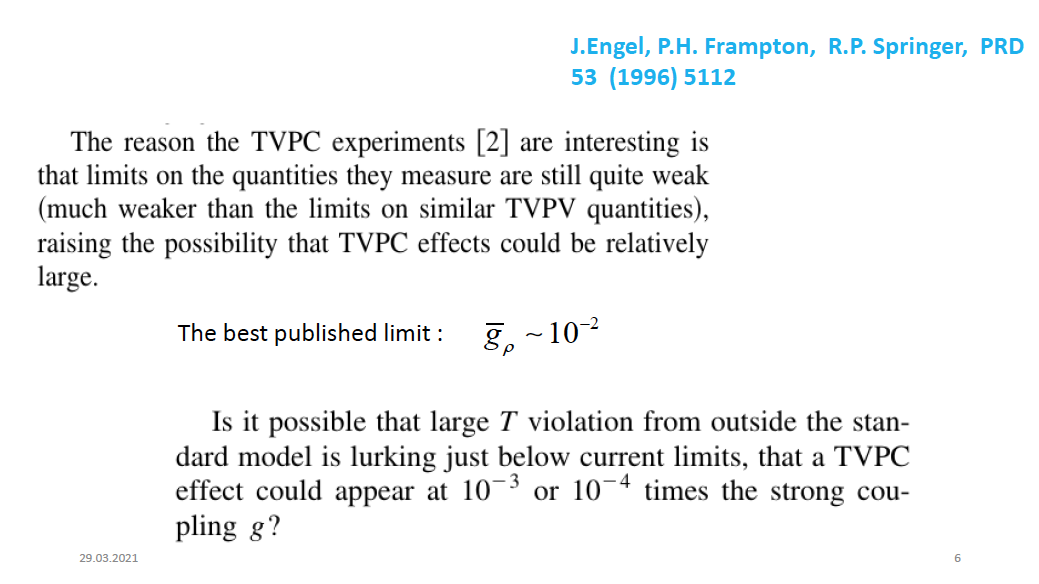 J.Engel, P.H. Frampton, R.P. Springer, PRD
53 (1996) 5112
The reason the TVPC experiments [2] are interesting is
that limits on the quantities they measure are still quite weak
(much weaker than the limits on similar TVPV quantities),
raising the possibility that TVPC effects could be relatively
large.
The best published limit : g̅ᵨ ~ 10⁻²
Is it possible that large T violation from outside the stan-
dard model is lurking just below current limits, that a TVPC
effect could appear at 10⁻³ or 10⁻⁴ times the strong cou-
pling g?
29.03.2021
6